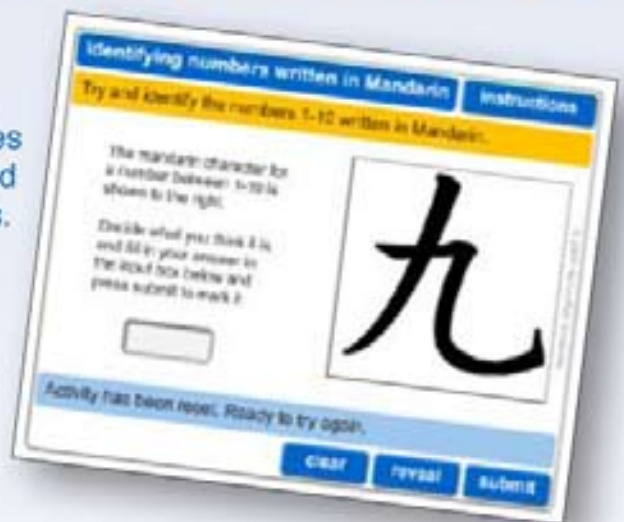 es
d
s.
Identifying numbers written in Mandarin
instructions
Try and identify the numbers 1-10 written in Mandarin.
The mandarin character for
a number between 1-10 is
shown to the right.
Decide what you think it is
and fill in your answer in
the input box below and
press submit to mark it
九
Activity has been reset. Ready to try again.
clear
reveal
submit